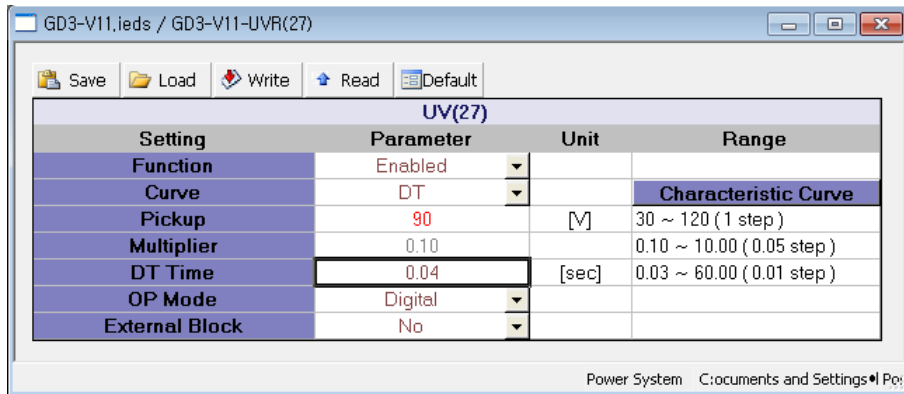 GD3-V11.ieds / GD3-V11-UVR(27)
Save Load Write Read Default
UV(27)
Setting Parameter Unit Range
Function Enabled
Curve DT Characteristic Curve
Pickup 90 [V] 30 ~ 120 ( 1 step )
Multiplier 0.10 0.10 ~ 10.00 ( 0.05 step )
DT Time 0.04 [sec] 0.03 ~ 60.00 ( 0.01 step )
OP Mode Digital
External Block No
Power System C:ocuments and Settings